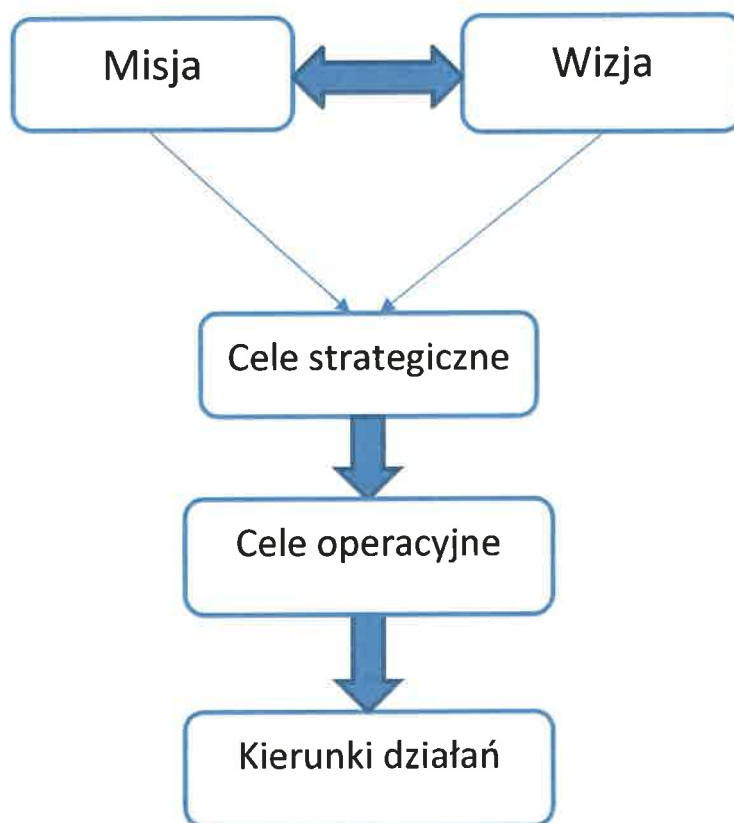 Misja
Wizja
Cele strategiczne
Cele operacyjne
Kierunki działań